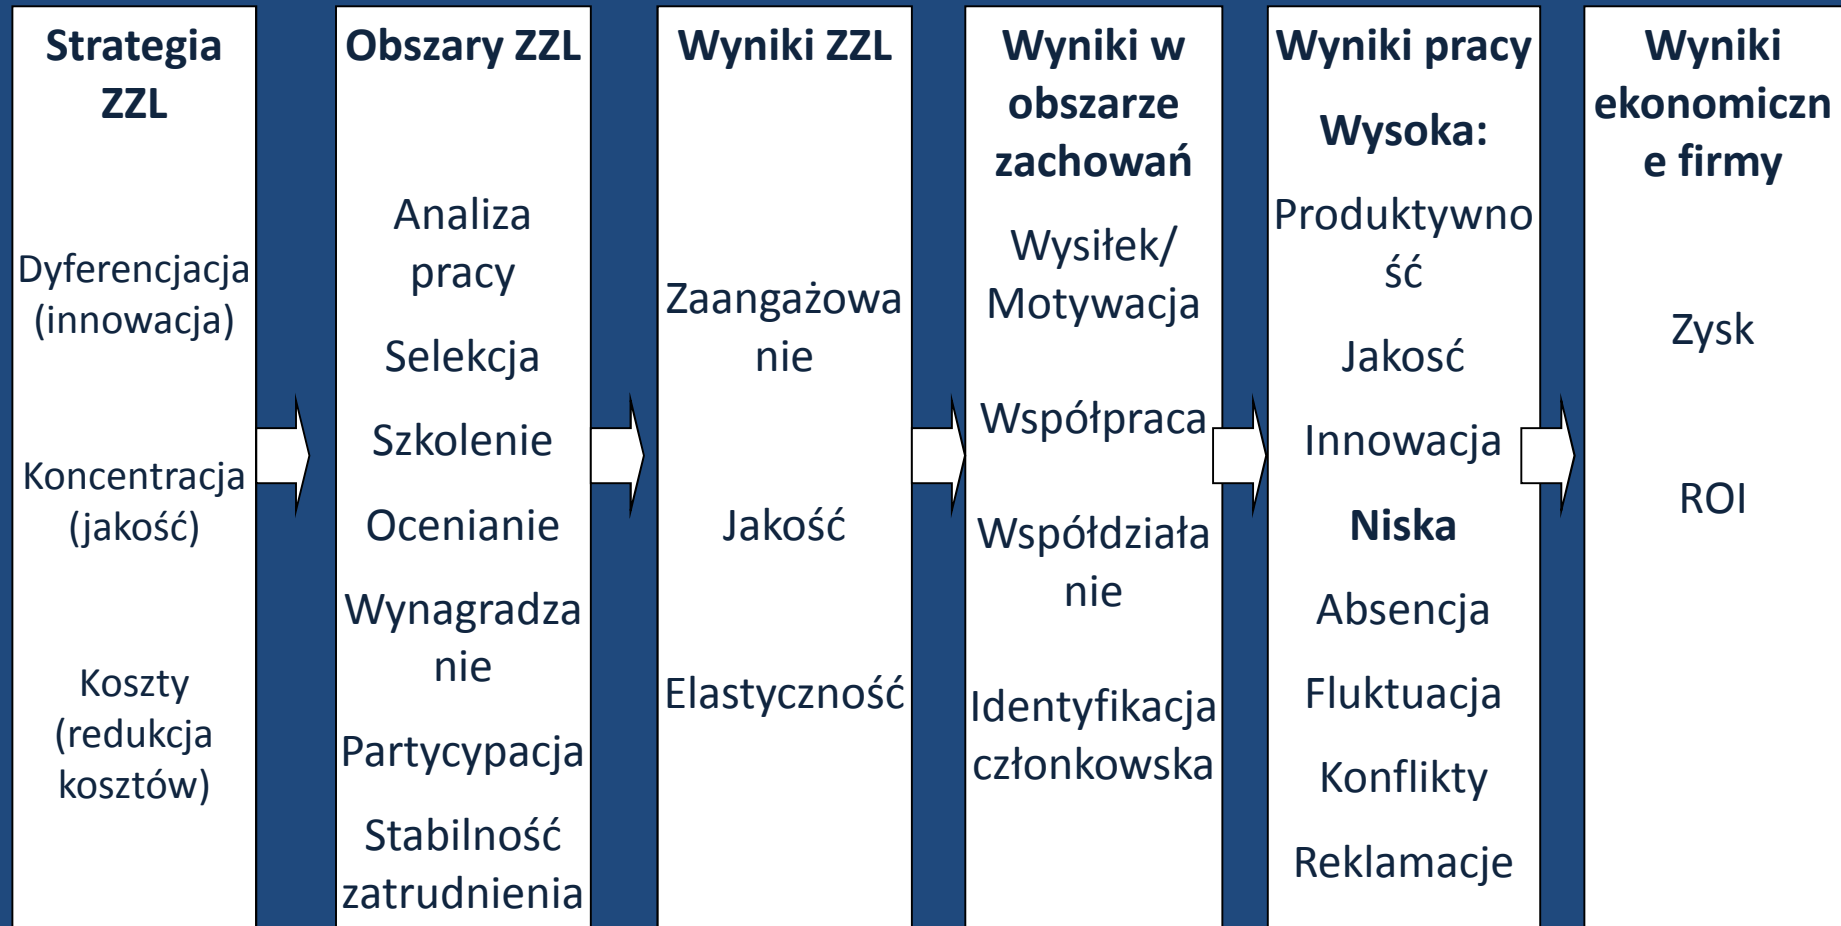 Strategia
ZZL
Dyferencjacja
(innowacja)
Koncentracja
(jakość)
Koszty
(redukcja
kosztów)
Obszary ZZL
Analiza
pracy
Selekcja
Szkolenie
Ocenianie
Wynagradza
nie
Partycypacja
Stabilność
zatrudnienia
Wyniki ZZL
Zaangażowa
nie
Jakość
Elastyczność
Wyniki w
obszarze
zachowań
Wysiłek/
Motywacja
Współpraca
Współdziała
nie
Identyfikacja
członkowska
Wyniki pracy
Wysoka:
Produktywno
ść
Jakosć
Innowacja
Niska
Absencja
Fluktuacja
Konflikty
Reklamacje
Wyniki
ekonomiczn
e firmy
Zysk
ROI